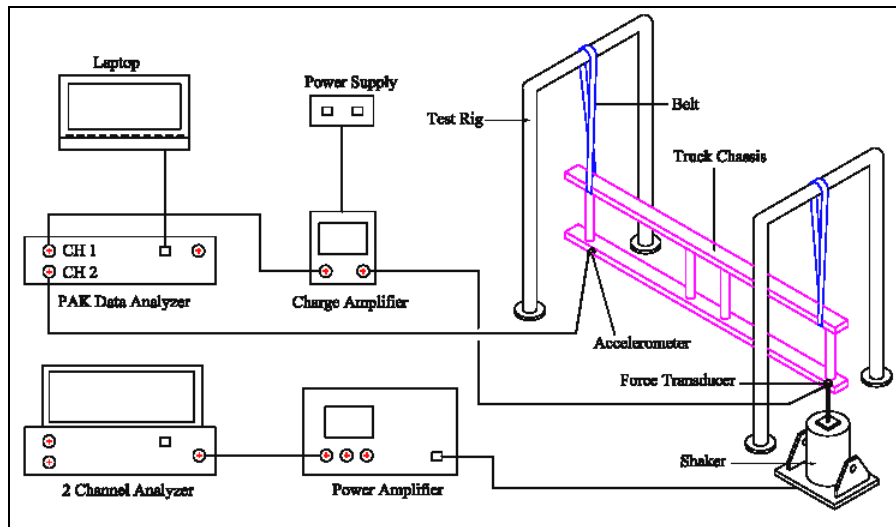 Laptop
Power Supply
Test Rig
Belt
Truck Chassis
CH 1
CH 2
PAK Data Analyzer
Charge Amplifier
Accelerometer
Force Transducer
Shaker
2 Channel Analyzer
Power Amplifier